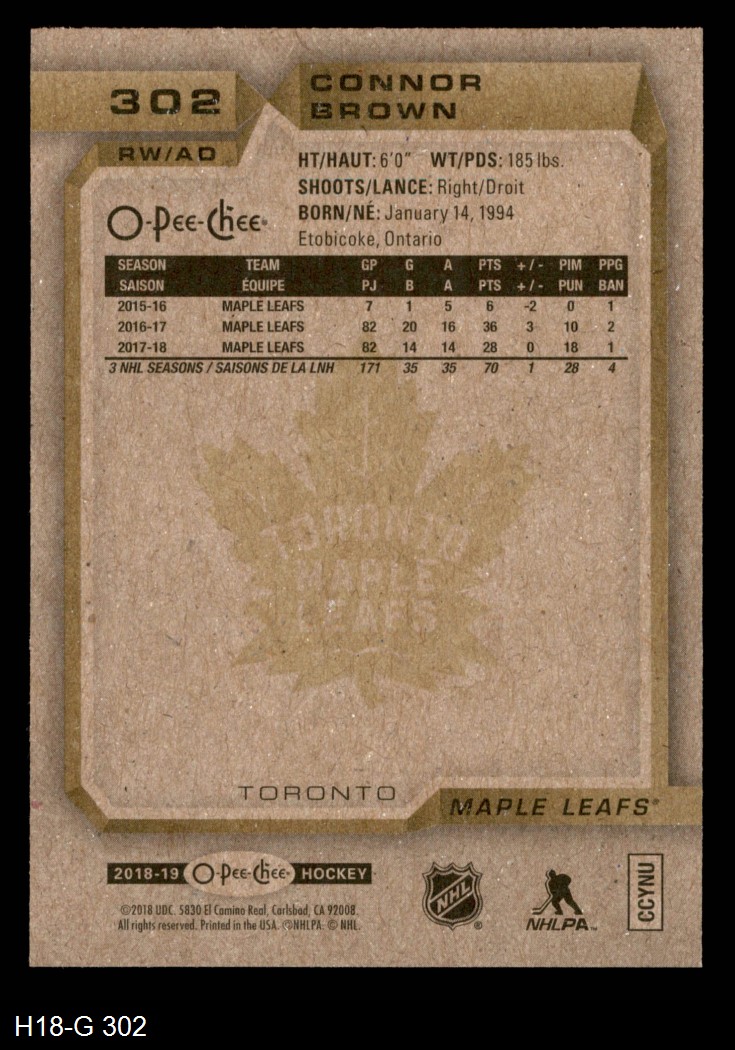 302
CONNOR
BROWN
RW/AD
HT/HAUT: 6'0" WT/PDS: 185 lbs.
SHOOTS/LANCE: Right/Droit
BORN/NÉ: January 14, 1994
Etobicoke, Ontario
O-Pee-Chee®
SEASON TEAM GP G A PTS +/- PIM PPG
SAISON ÉQUIPE PJ B A PTS +/- PUN BAN
2015-16 MAPLE LEAFS 7 1 5 6 -2 0 1
2016-17 MAPLE LEAFS 82 20 16 36 3 10 2
2017-18 MAPLE LEAFS 82 14 14 28 0 18 1
3 NHL SEASONS / SAISONS DE LA LNH 171 35 35 70 1 28 4
TORONTO
MAPLE
LEAFS
TORONTO
MAPLE LEAFS®
2018-19 O-Pee-Chee® HOCKEY
©2018 UDC. 5830 El Camino Real, Carlsbad, CA 92008.
All rights reserved. Printed in the USA. ©NHLPA. © NHL.
NHL ®
NHLPA™
CCYNU
H18-G 302